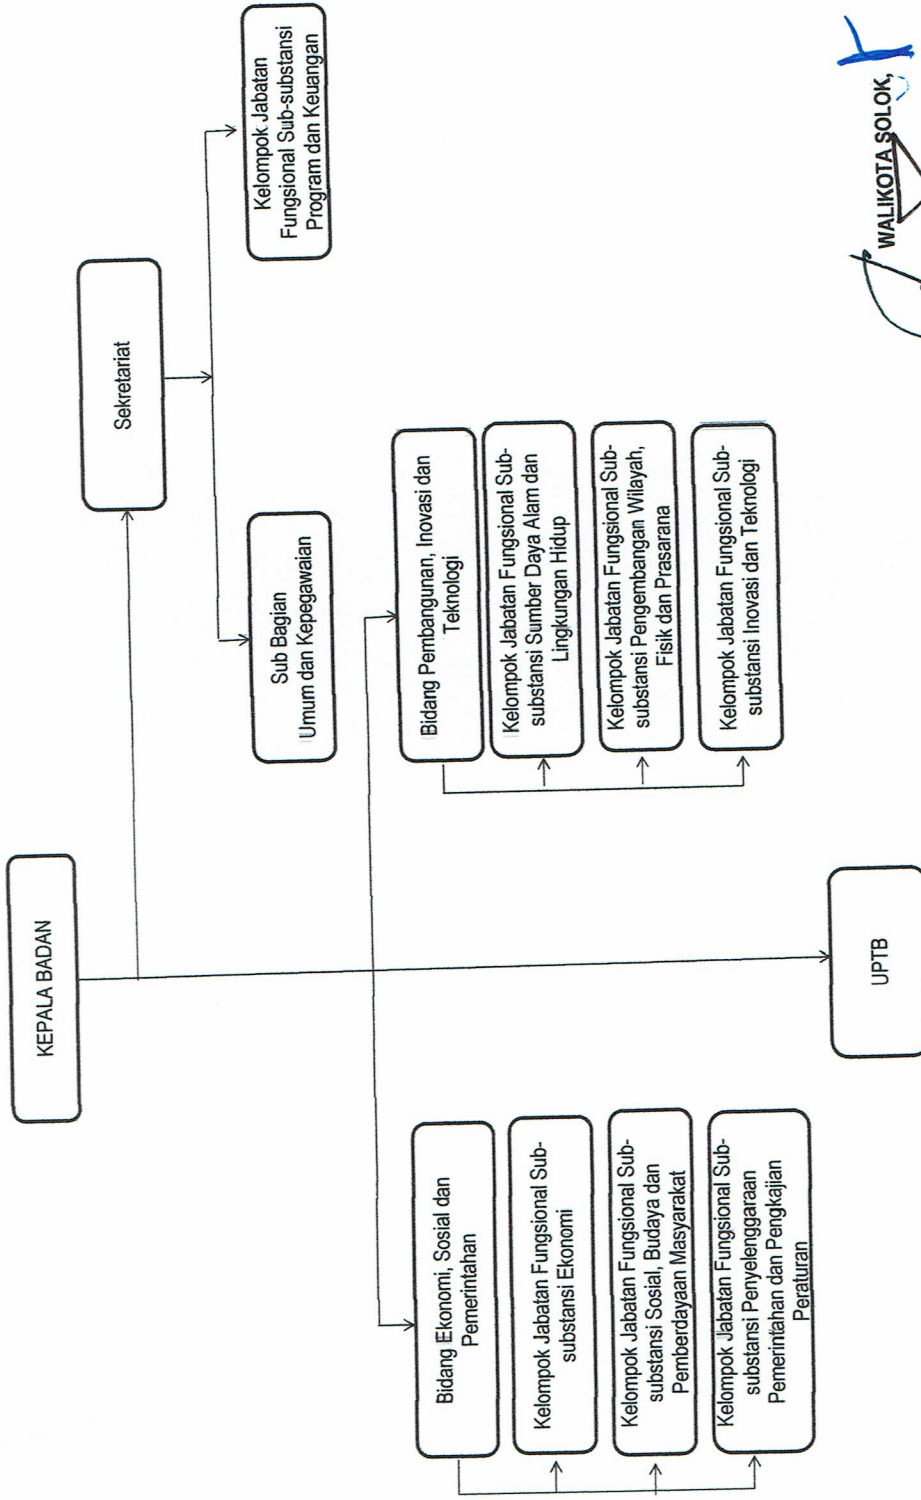 KEPALA BADAN
Sekretariat
Sub Bagian
Umum dan Kepegawaian
Kelompok Jabatan
Fungsional Sub-substansi
Program dan Keuangan
Bidang Ekonomi, Sosial dan
Pemerintahan
Kelompok Jabatan Fungsional Sub-
substansi Ekonomi
Kelompok Jabatan Fungsional Sub-
substansi Sosial, Budaya dan
Pemberdayaan Masyarakat
Kelompok Jabatan Fungsional Sub-
substansi Penyelenggaraan
Pemerintahan dan Pengkajian
Peraturan
Bidang Pembangunan, Inovasi dan
Teknologi
Kelompok Jabatan Fungsional Sub-
substansi Sumber Daya Alam dan
Lingkungan Hidup
Kelompok Jabatan Fungsional Sub-
substansi Pengembangan Wilayah,
Fisik dan Prasarana
Kelompok Jabatan Fungsional Sub-
substansi Inovasi dan Teknologi
UPTB
WALIKOTA SOLOK,